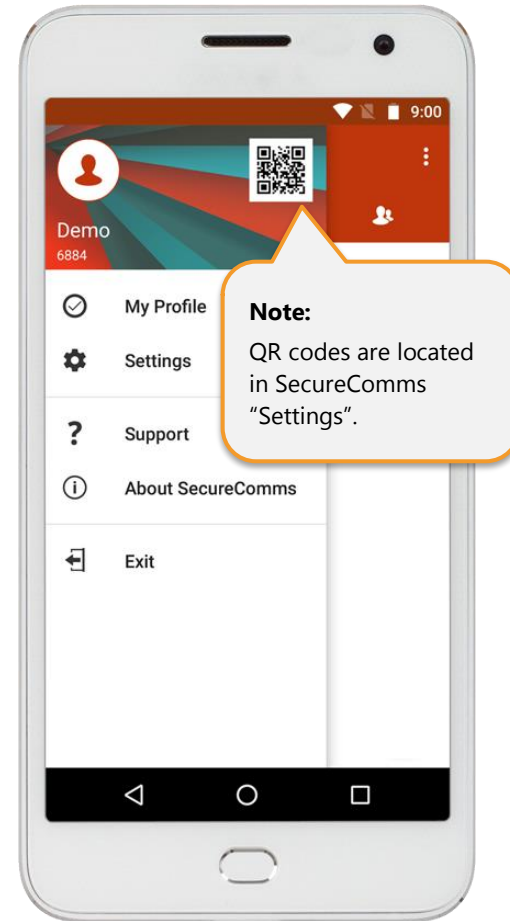 9:00
Demo
6884
My Profile
Settings
Support
About SecureComms
Exit
Note:
QR codes are located
in SecureComms
“Settings”.